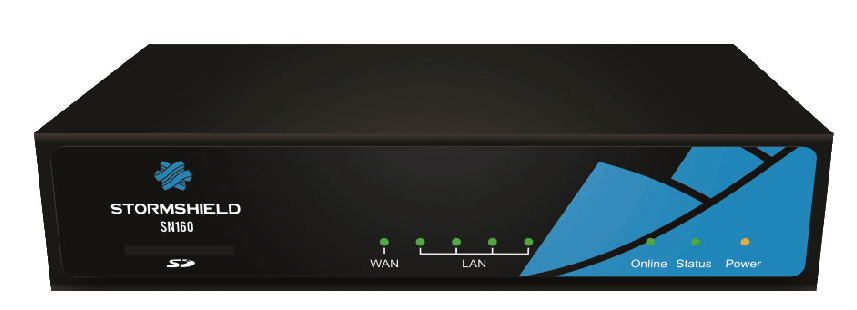 STORMSHIELD
SN160
SD
WAN LAN Online Status Power